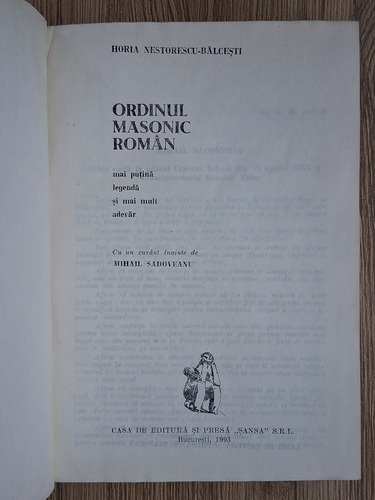 HORIA NESTORESCU-BĂLCEȘTI
ORDINUL
MASONIC
ROMÂN
mai puțină
legendă
și mai mult
adevăr
Cu un cuvânt înainte de
MIHAIL SADOVEANU
CASA DE EDITURĂ ȘI PRESĂ „ȘANSA" S.R.L.
București, 1993